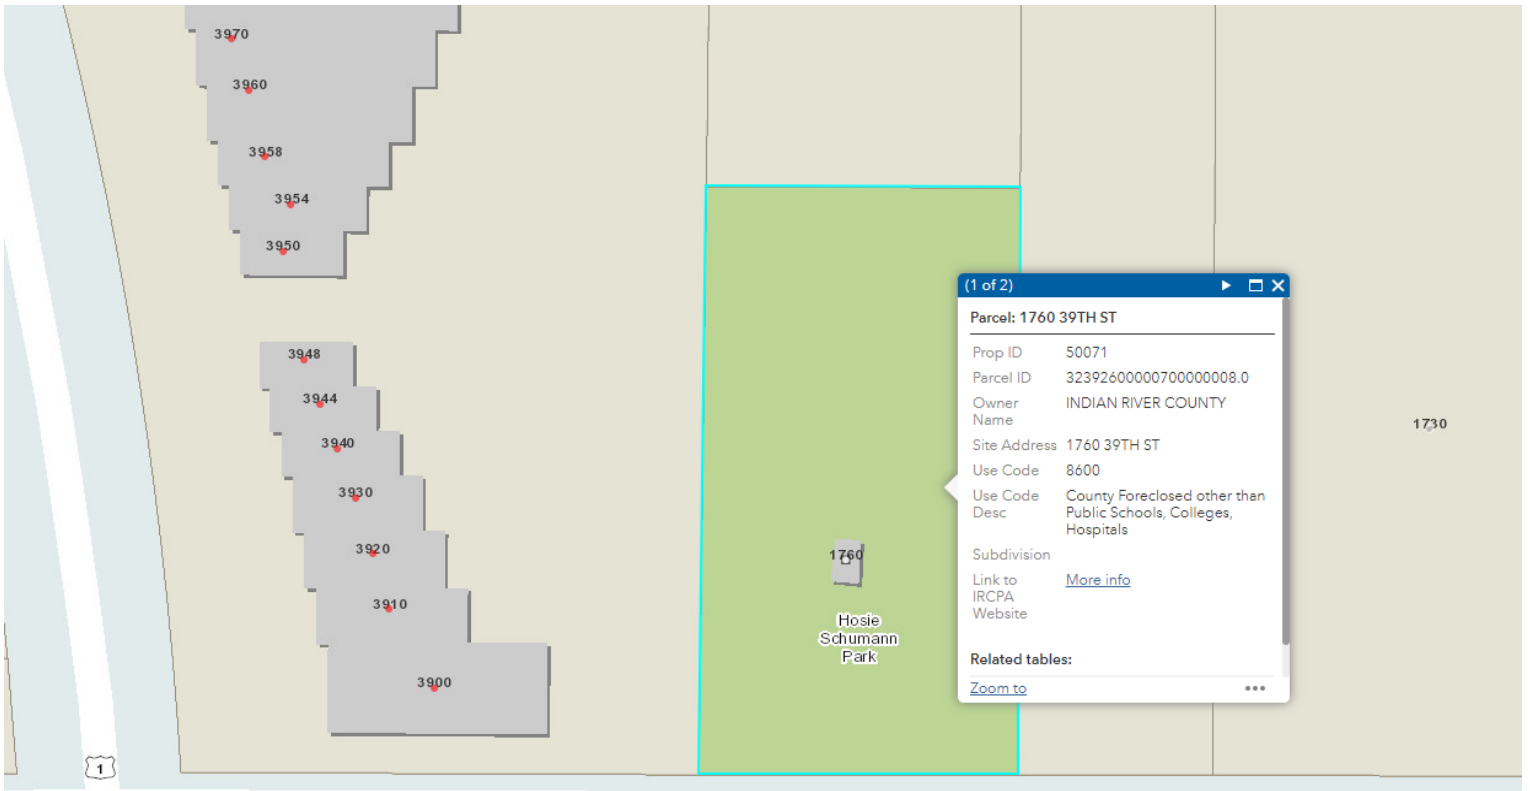 3970
3960
3958
3954
3950
3948
3944
3940
3930
3920
3910
3900
1
1760
Hosie
Schumann
Park
(1 of 2)
Parcel: 1760 39TH ST
Prop ID 50071
Parcel ID 32392600000700000008.0
Owner Name INDIAN RIVER COUNTY
Site Address 1760 39TH ST
Use Code 8600
Use Code Desc County Foreclosed other than
Public Schools, Colleges,
Hospitals
Subdivision
Link to IRCPA Website More info
Related tables:
Zoom to
1730